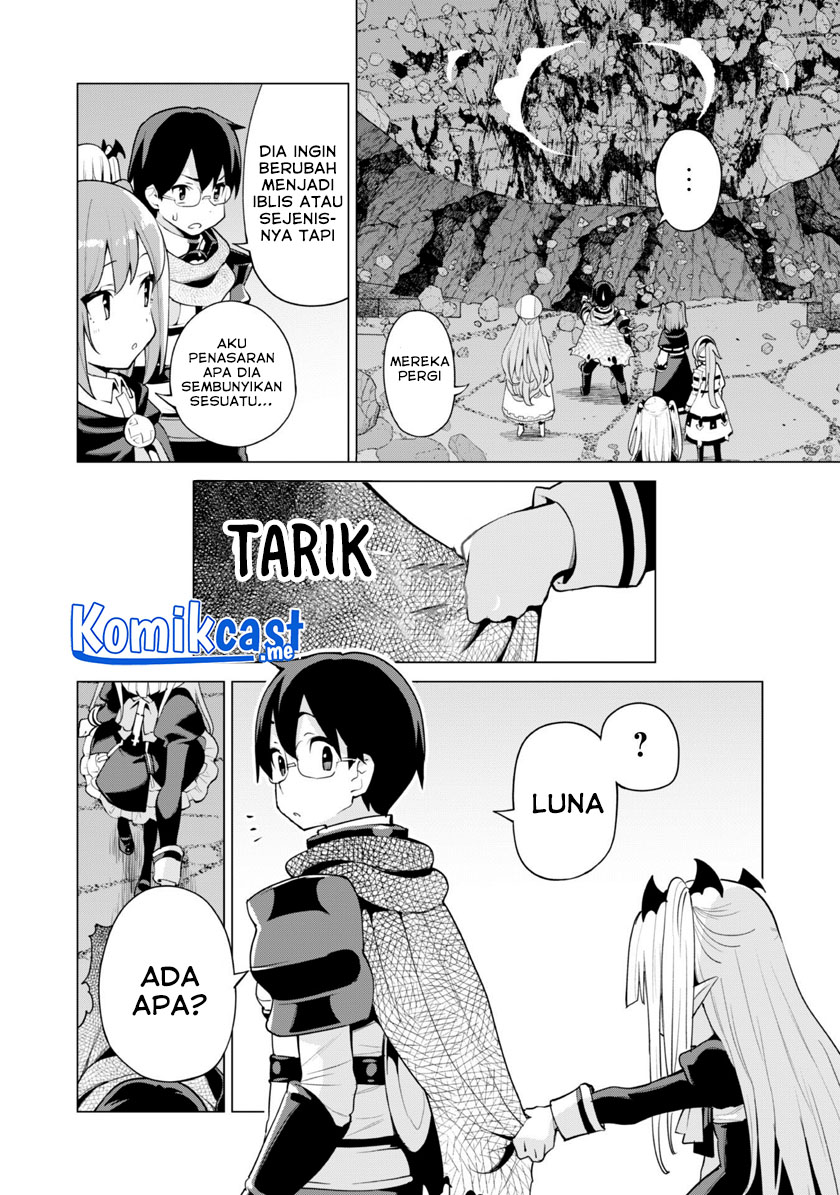 ...
MEREKA
PERGI
DIA INGIN
BERUBAH
MENJADI
IBLIS ATAU
SEJENIS-
NYA TAPI
AKU
PENASARAN
APA DIA
SEMBUNYIKAN
SESUATU...
TARIK
Komikcast
.me
?
LUNA
ADA
APA?